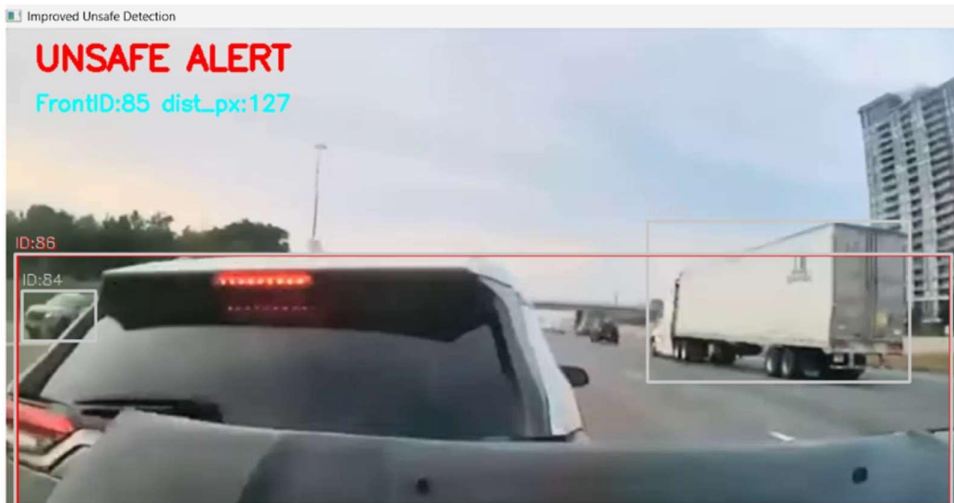 Improved Unsafe Detection
UNSAFE ALERT
FrontID:85 dist_px:127
ID:86
ID:84